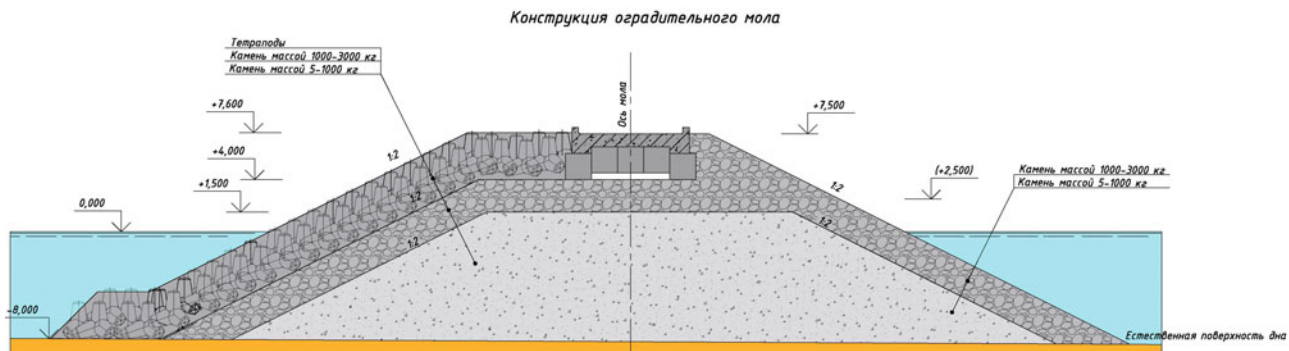 Конструкция оградительного мола
Тетраподы
Камень массой 1000-3000 кг
Камень массой 5-1000 кг
Ось мола
+7,600
+7,500
+4,000
+1,500
(+2,500)
0,000
-8,000
1:2
1:2
1:2
1:2
1:2
Камень массой 1000-3000 кг
Камень массой 5-1000 кг
Естественная поверхность дна